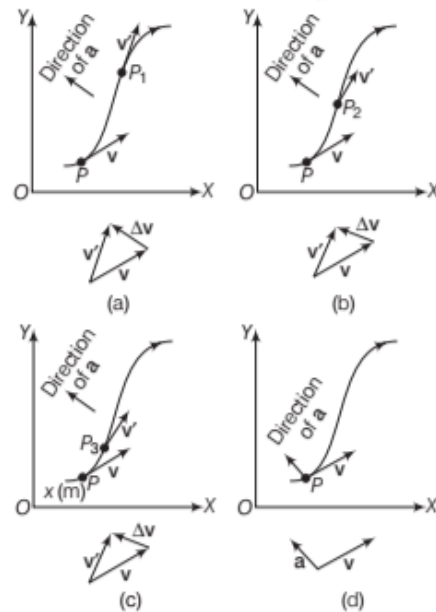 Y
Direction
of a
v′
P₁
P
v
O
X
Δv
v′
v
(a)
Y
Direction
of a
v′
P₂
P
v
O
X
Δv
v′
v
(b)
Y
Direction
of a
P₃
v′
v
x (m)
P
O
X
Δv
v′
v
(c)
Y
Direction
of a
P
v
O
X
a
v
(d)